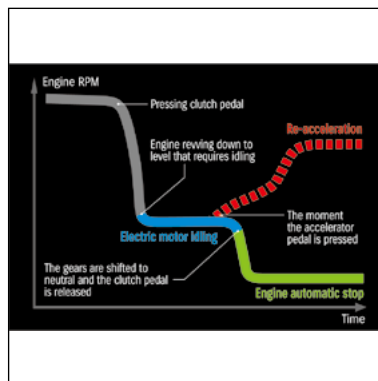 Engine RPM
Pressing clutch pedal
Re-acceleration
Engine revving down to
level that requires idling
Electric motor idling
The moment
the accelerator
pedal is pressed
The gears are shifted to
neutral and the clutch pedal
is released
Engine automatic stop
Time